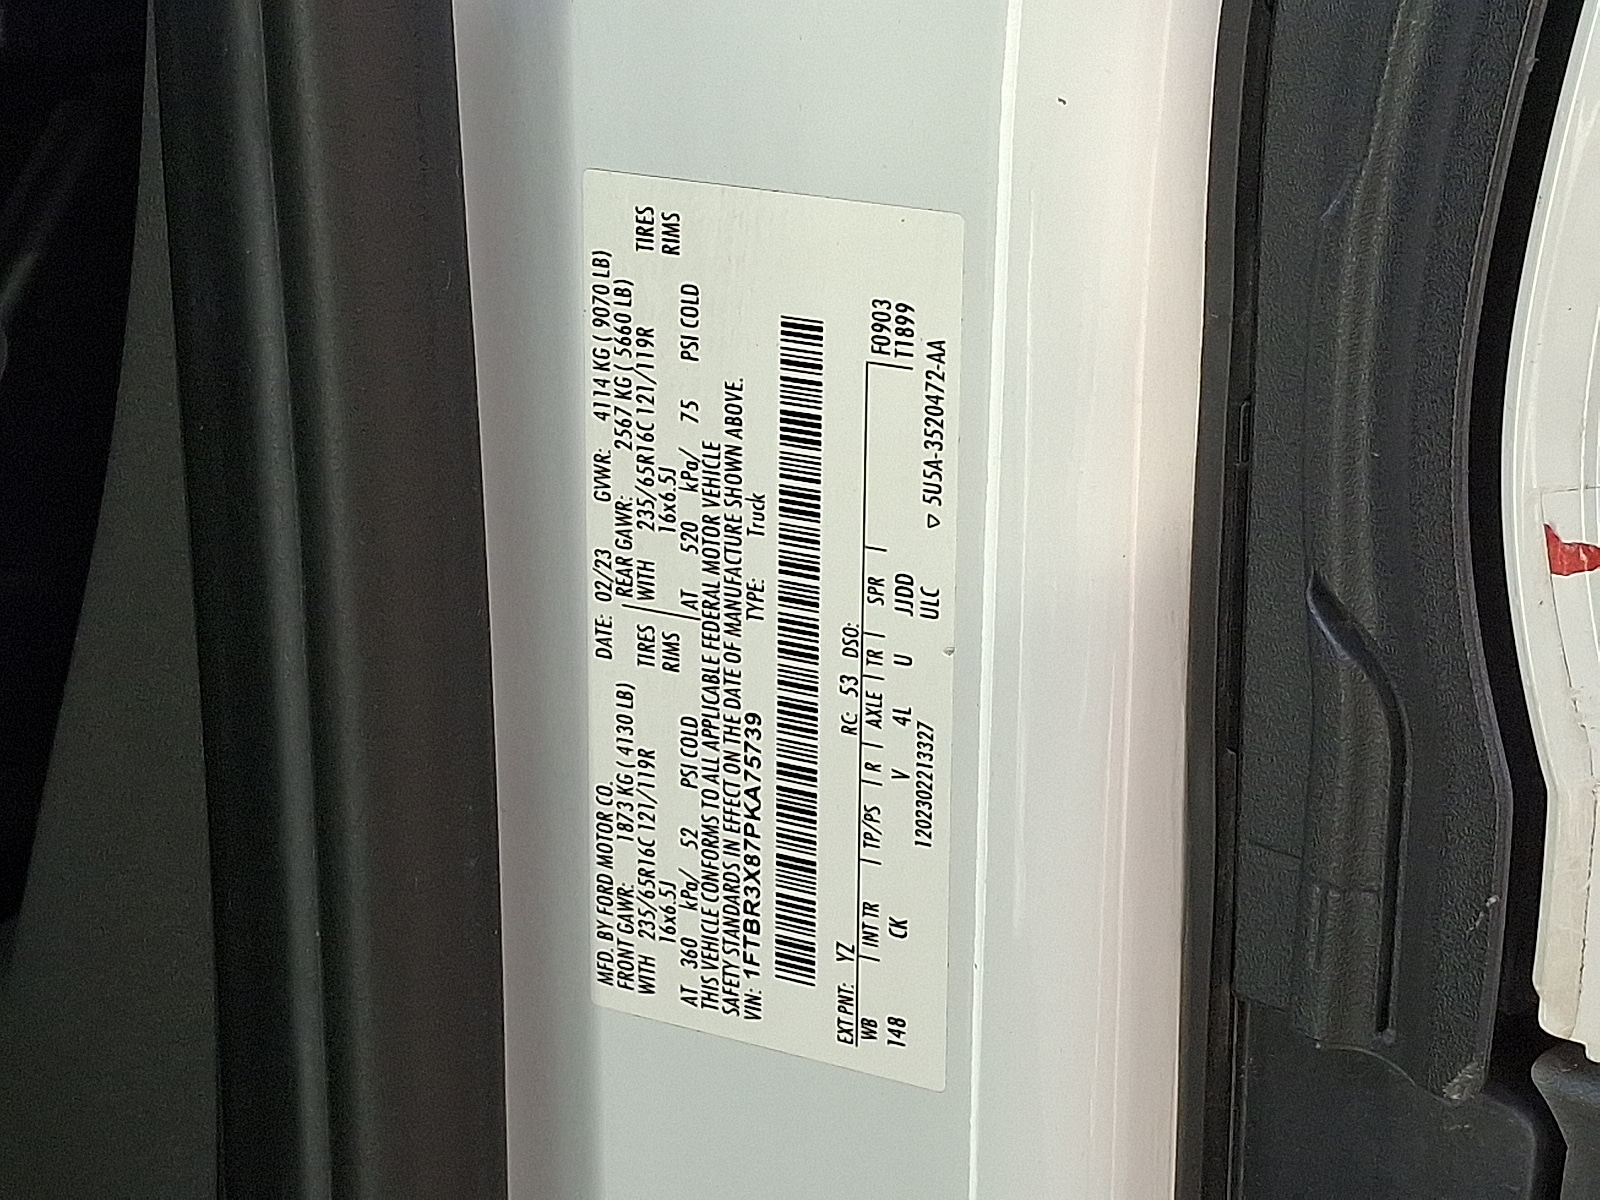 MFD. BY FORD MOTOR CO. DATE: 02/23 GVWR: 4114 KG ( 9070 LB)
FRONT GAWR: 1873 KG ( 4130 LB) REAR GAWR: 2567 KG ( 5660 LB)
WITH 235/65R16C 121/119R TIRES WITH 235/65R16C 121/119R TIRES
16x6.5J RIMS 16x6.5J RIMS
AT 360 kPa/ 52 PSI COLD AT 520 kPa/ 75 PSI COLD
THIS VEHICLE CONFORMS TO ALL APPLICABLE FEDERAL MOTOR VEHICLE
SAFETY STANDARDS IN EFFECT ON THE DATE OF MANUFACTURE SHOWN ABOVE.
VIN: 1FTBR3X87PKA75739 TYPE: Truck
EXT PNT: YZ RC: 53 DSO:
WB | INT TR | TP/PS | R | AXLE | TR | SPR | F0903
148 CK V 4L U JJDD T1899
1202302213327 ULC
▽ 5U5A-3520472-AA